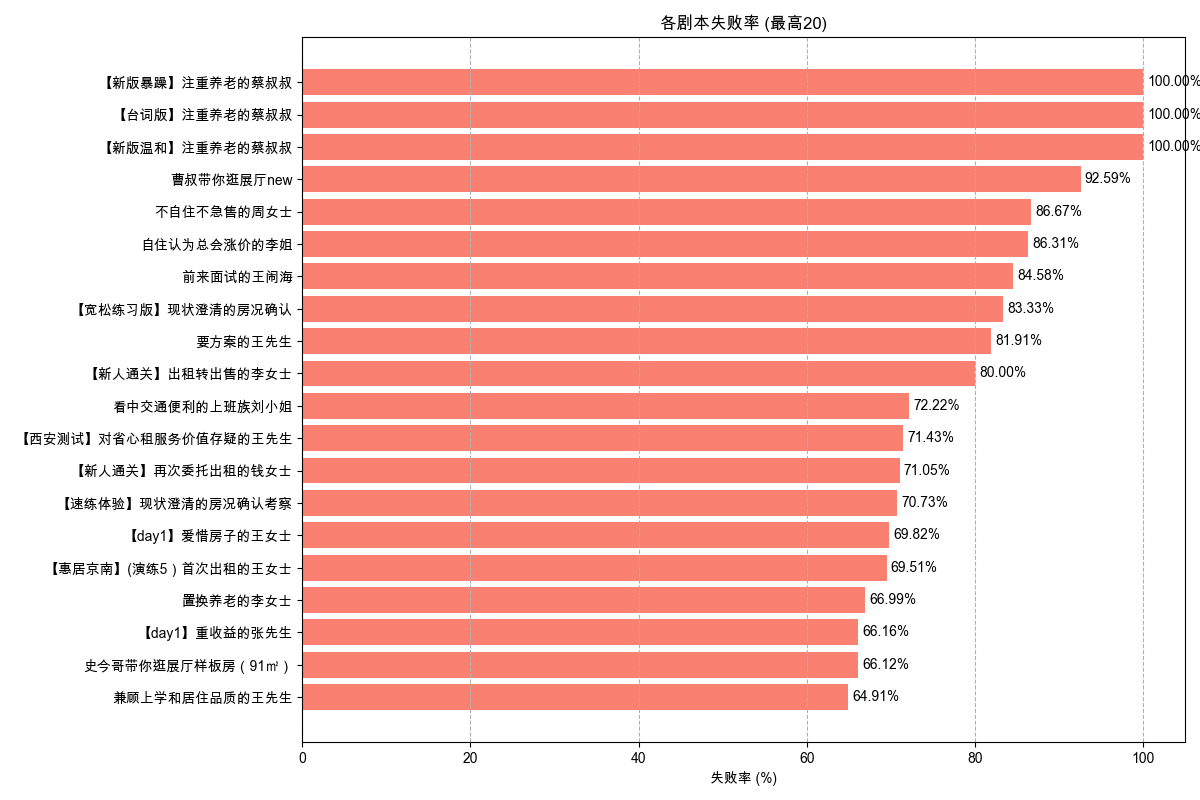 各剧本失败率 (最高20)
【新版暴躁】注重养老的蔡叔叔 100.00%
【台词版】注重养老的蔡叔叔 100.00%
【新版温和】注重养老的蔡叔叔 100.00%
曹叔带你逛展厅new 92.59%
不自住不急售的周女士 86.67%
自住认为总会涨价的李姐 86.31%
前来面试的王闹海 84.58%
【宽松练习版】现状澄清的房况确认 83.33%
要方案的王先生 81.91%
【新人通关】出租转出售的李女士 80.00%
看中交通便利的上班族刘小姐 72.22%
【西安测试】对省心租服务价值存疑的王先生 71.43%
【新人通关】再次委托出租的钱女士 71.05%
【速练体验】现状澄清的房况确认考察 70.73%
【day1】爱惜房子的王女士 69.82%
【惠居京南】(演练5）首次出租的王女士 69.51%
置换养老的李女士 66.99%
【day1】重收益的张先生 66.16%
史今哥带你逛展厅样板房（91㎡） 66.12%
兼顾上学和居住品质的王先生 64.91%
0 20 40 60 80 100
失败率 (%)